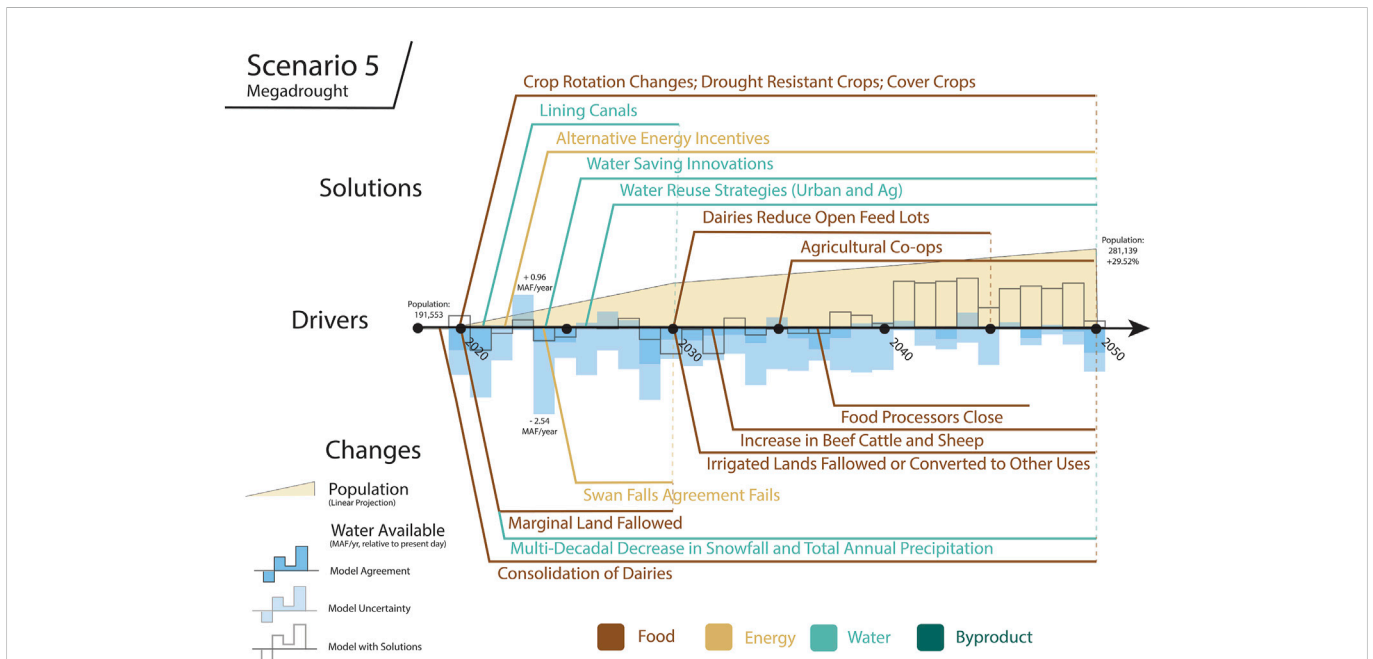 Scenario 5
Megadrought
Crop Rotation Changes; Drought Resistant Crops; Cover Crops
Lining Canals
Alternative Energy Incentives
Water Saving Innovations
Solutions
Water Reuse Strategies (Urban and Ag)
Dairies Reduce Open Feed Lots
Agricultural Co-ops
Population:
281,139
+29.52%
+ 0.96
MAF/year
Population:
191,553
Drivers
2020
2030
2040
2050
- 2.54
MAF/year
Food Processors Close
Increase in Beef Cattle and Sheep
Irrigated Lands Fallowed or Converted to Other Uses
Changes
Swan Falls Agreement Fails
Population
(Linear Projection)
Marginal Land Fallowed
Water Available
(MAF/yr, relative to present day)
Multi-Decadal Decrease in Snowfall and Total Annual Precipitation
Consolidation of Dairies
Model Agreement
Model Uncertainty
Model with Solutions
Food
Energy
Water
Byproduct